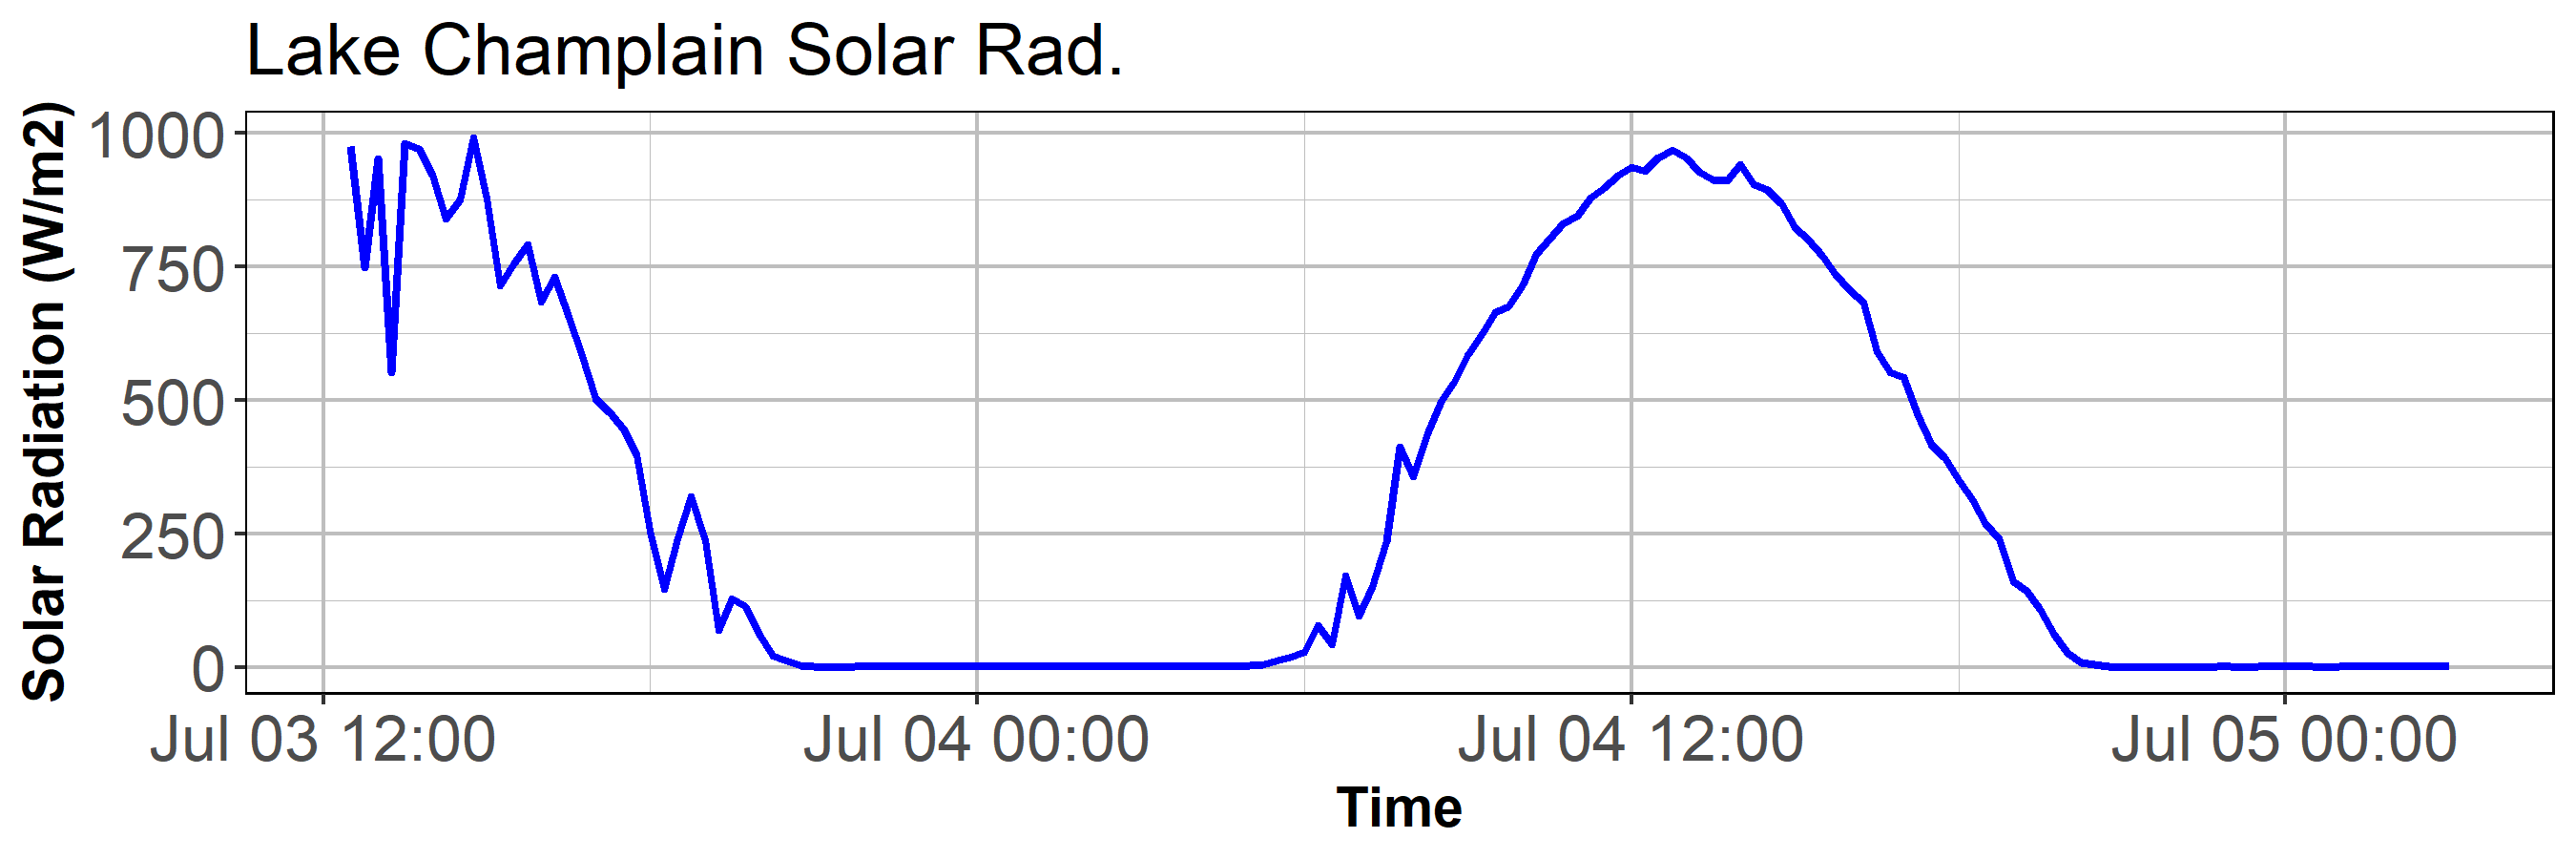 Lake Champlain Solar Rad.
Solar Radiation (W/m2)
1000
750
500
250
0
Jul 03 12:00
Jul 04 00:00
Jul 04 12:00
Jul 05 00:00
Time